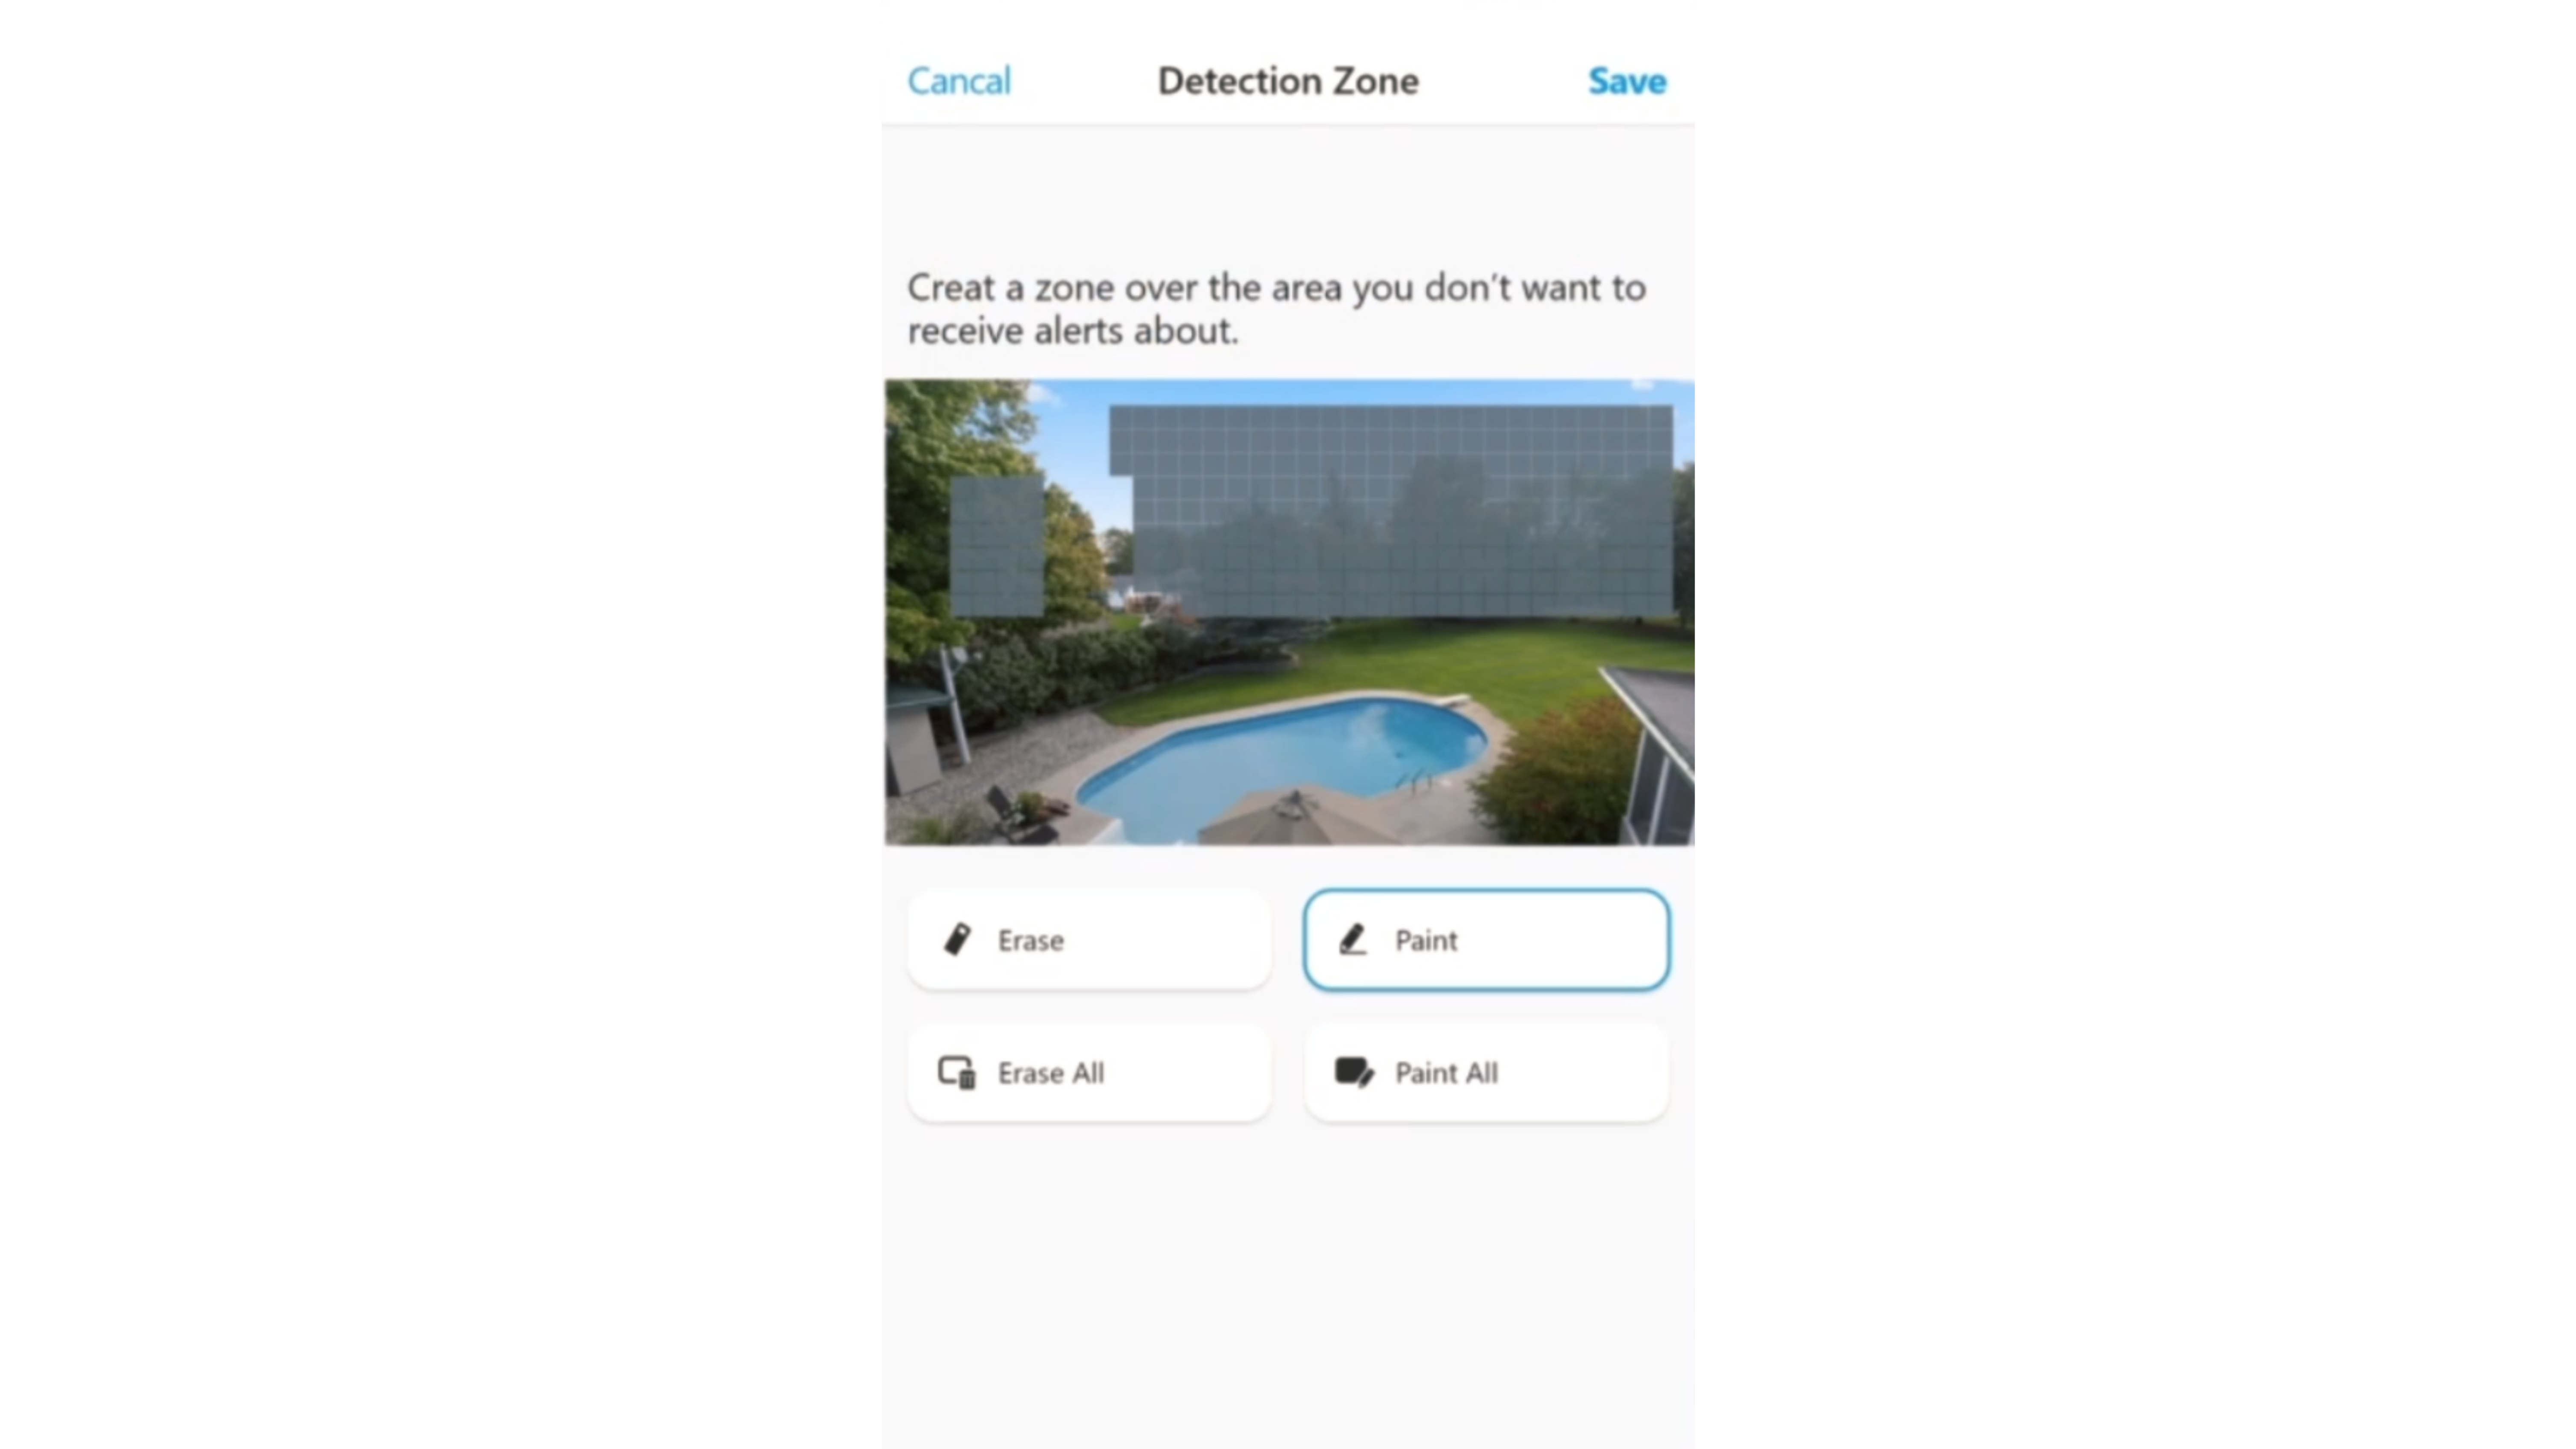 Cancal Detection Zone Save
Creat a zone over the area you don't want to
receive alerts about.
Erase Paint
Erase All Paint All